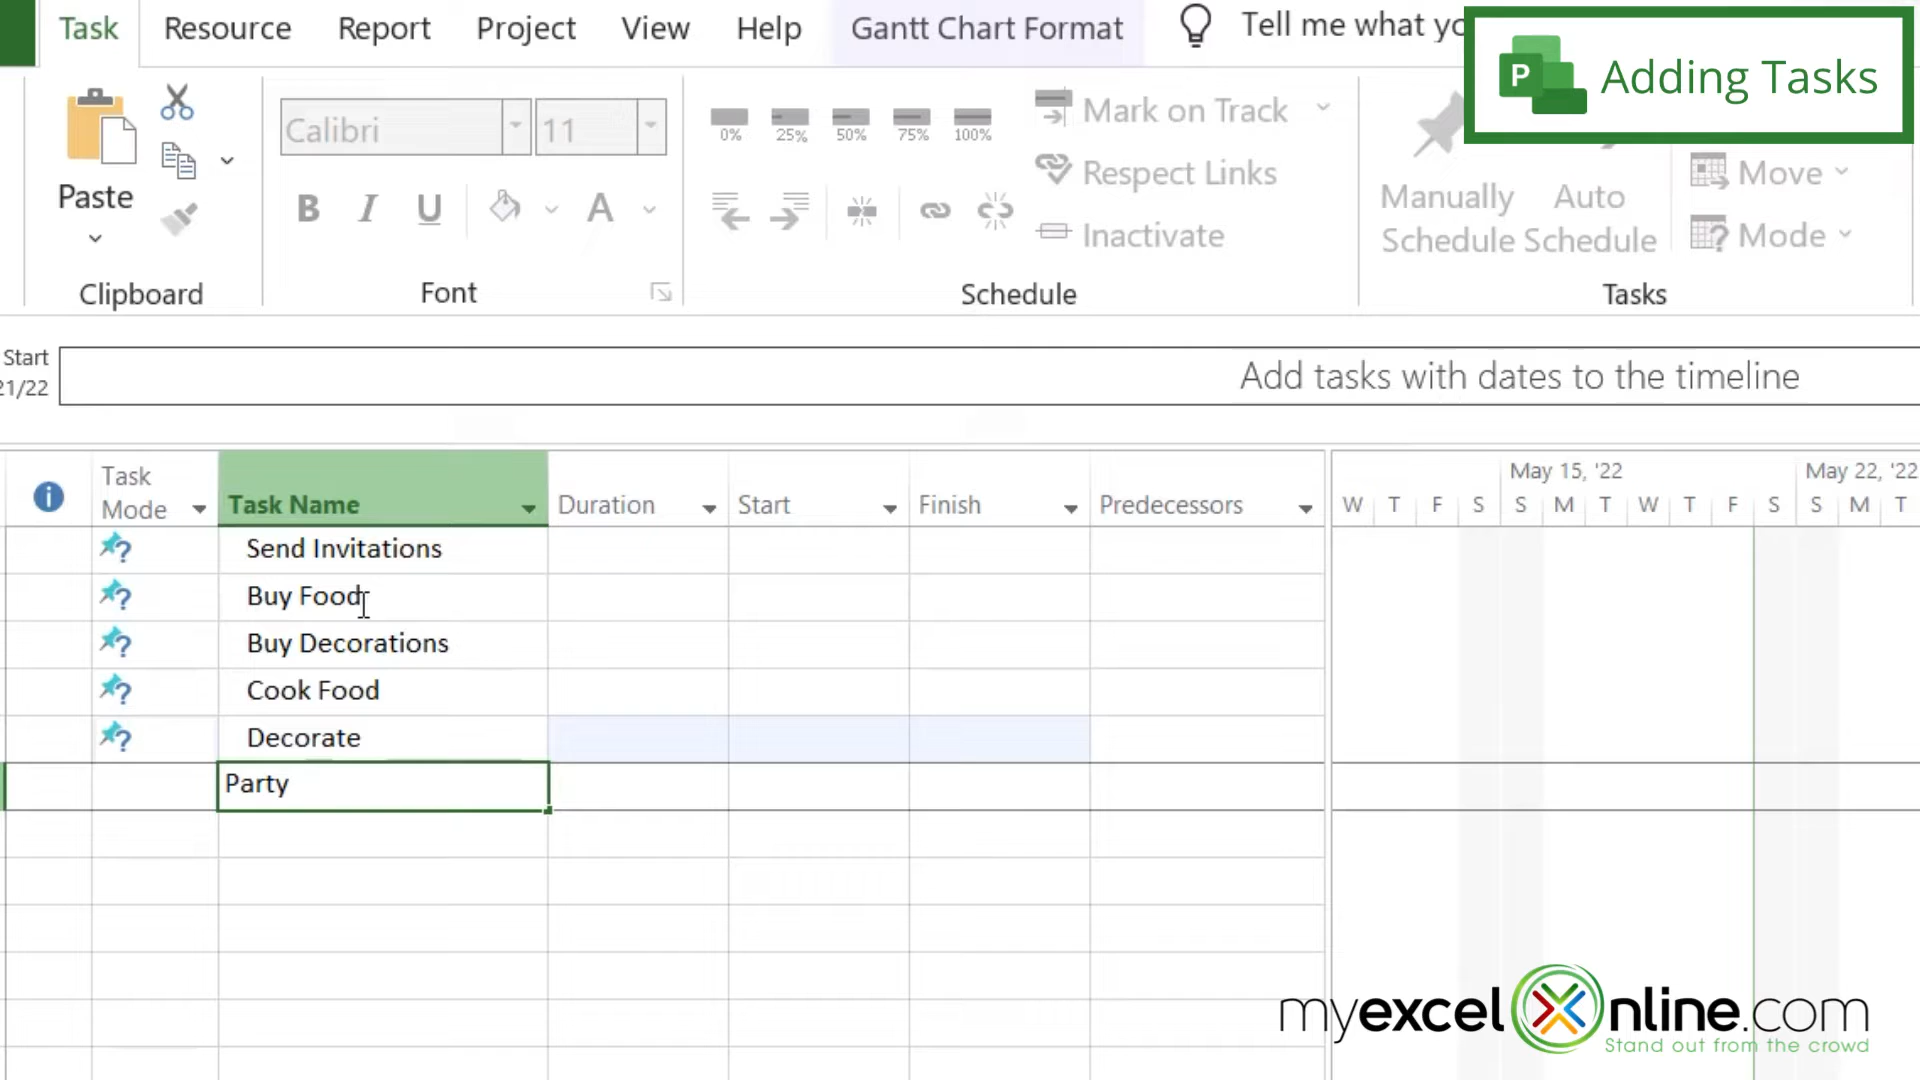 Task Resource Report Project View Help Gantt Chart Format Tell me what yo
P Adding Tasks
Paste
Calibri 11
B I U A
0% 25% 50% 75% 100%
Mark on Track
Respect Links
Inactivate
Manually Schedule
Auto Schedule
Move
Mode
Clipboard Font Schedule Tasks
Start
21/22
Add tasks with dates to the timeline
Task Mode Task Name Duration Start Finish Predecessors
May 15, '22 May 22, '22
W T F S S M T W T F S S M T
Send Invitations
Buy Food
Buy Decorations
Cook Food
Decorate
Party
myexcelonline.com
Stand out from the crowd